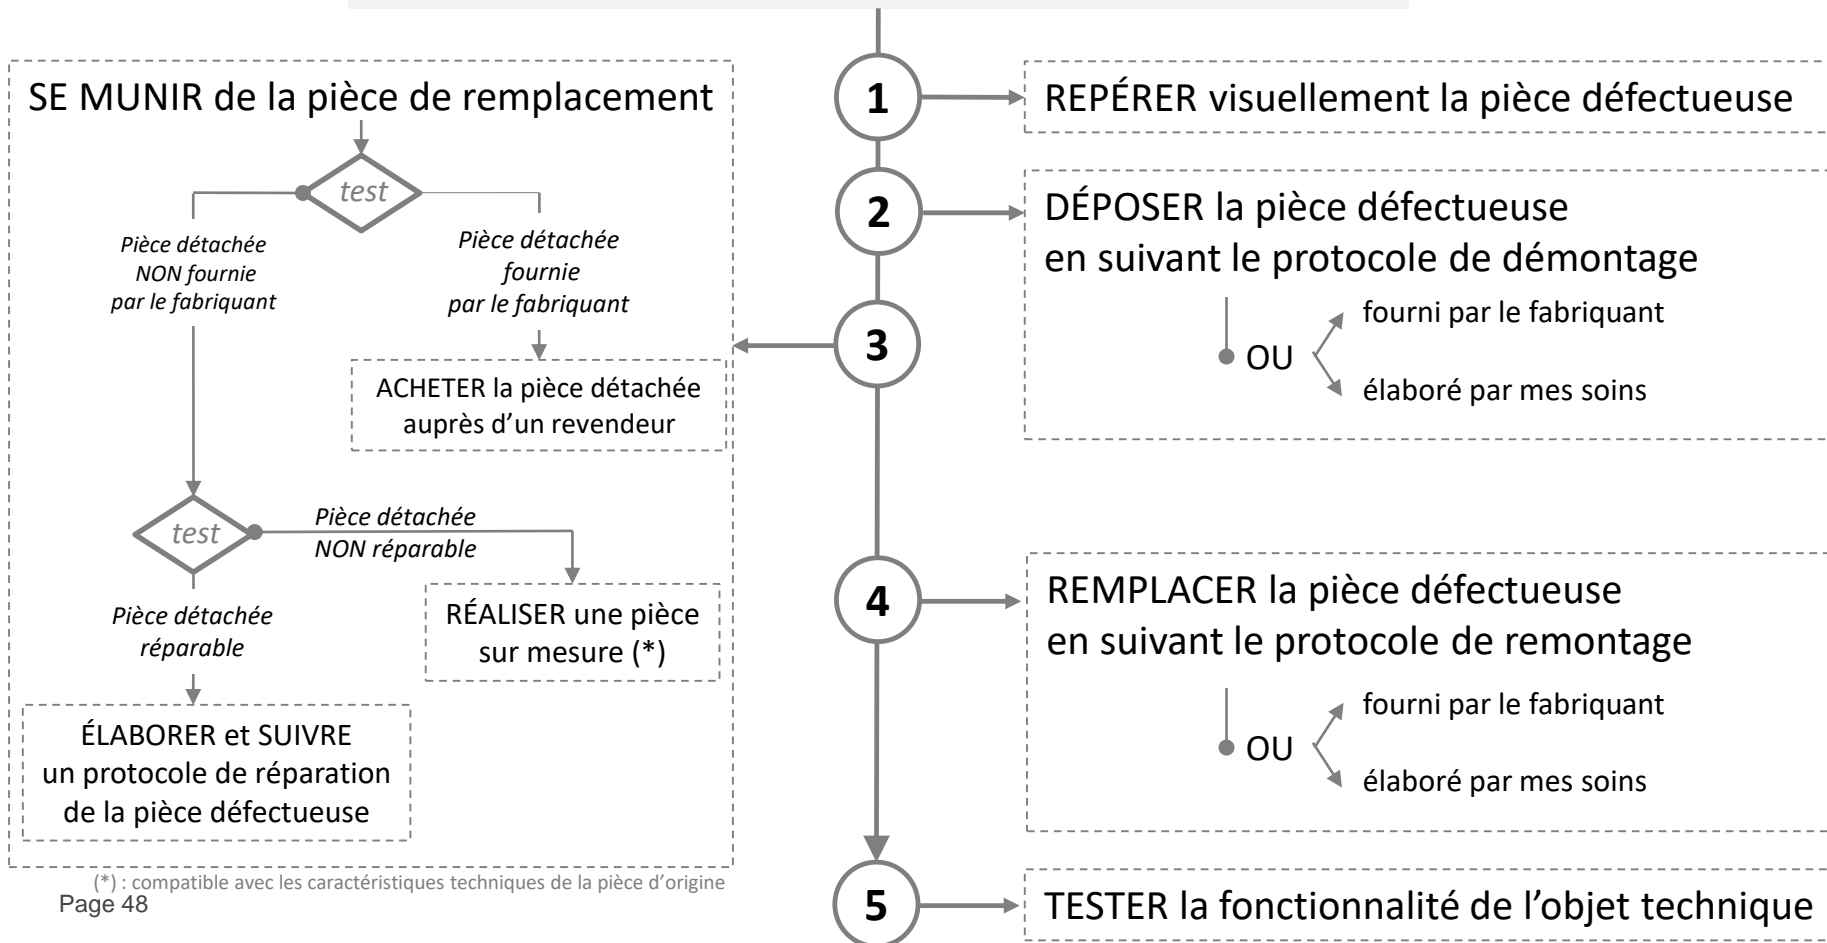 1
REPÉRER visuellement la pièce défectueuse
2
DÉPOSER la pièce défectueuse
en suivant le protocole de démontage
OU
fourni par le fabriquant
élaboré par mes soins
3
SE MUNIR de la pièce de remplacement
test
Pièce détachée
NON fournie
par le fabriquant
Pièce détachée
fournie
par le fabriquant
ACHETER la pièce détachée
auprès d’un revendeur
test
Pièce détachée
NON réparable
RÉALISER une pièce
sur mesure (*)
Pièce détachée
réparable
ÉLABORER et SUIVRE
un protocole de réparation
de la pièce défectueuse
4
REMPLACER la pièce défectueuse
en suivant le protocole de remontage
OU
fourni par le fabriquant
élaboré par mes soins
5
TESTER la fonctionnalité de l’objet technique
(*) : compatible avec les caractéristiques techniques de la pièce d’origine
Page 48